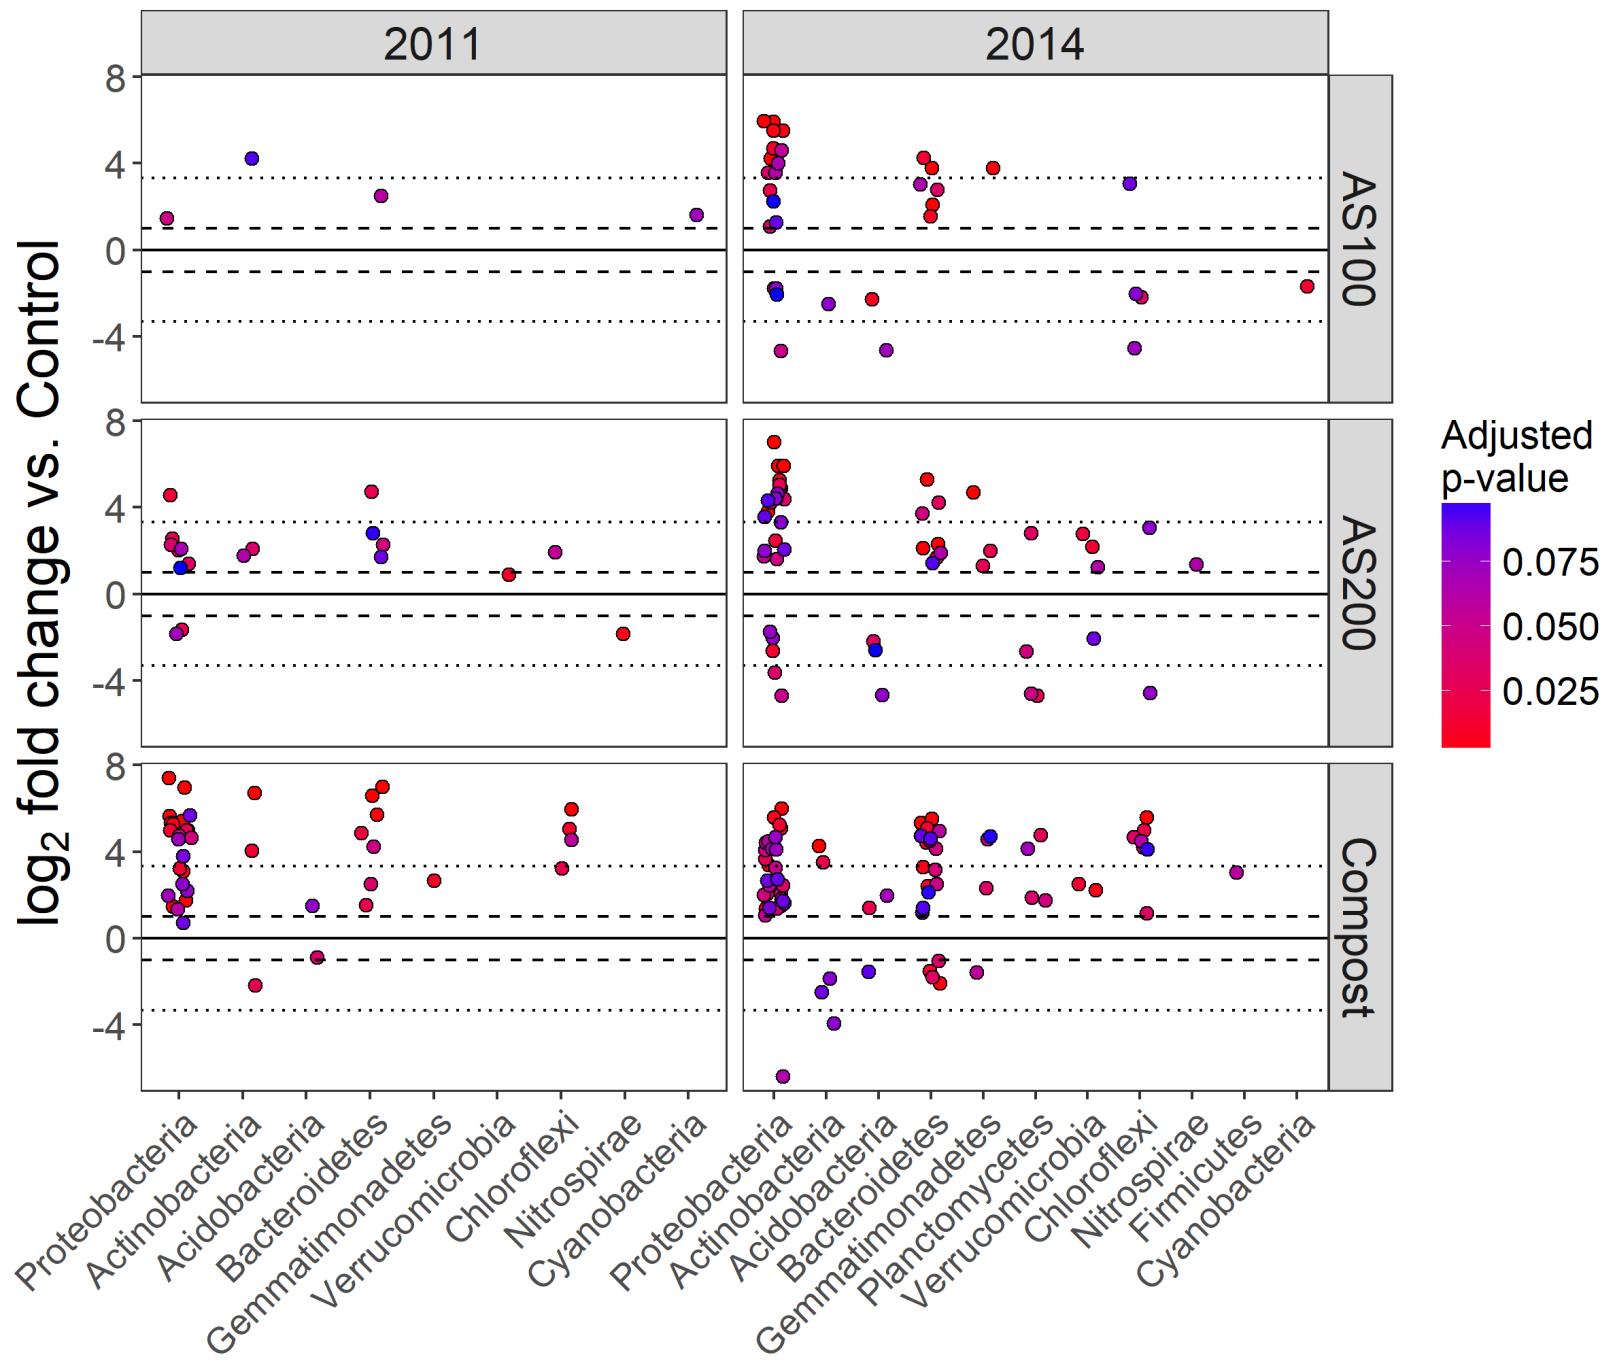 2011
2014
log2 fold change vs. Control
8
4
0
-4
AS100
8
4
0
-4
AS200
8
4
0
-4
Compost
Adjusted
p-value
0.075
0.050
0.025
Proteobacteria
Actinobacteria
Acidobacteria
Bacteroidetes
Gemmatimonadetes
Verrucomicrobia
Chloroflexi
Nitrospirae
Cyanobacteria
Proteobacteria
Actinobacteria
Acidobacteria
Bacteroidetes
Gemmatimonadetes
Planctomycetes
Verrucomicrobia
Chloroflexi
Nitrospirae
Firmicutes
Cyanobacteria